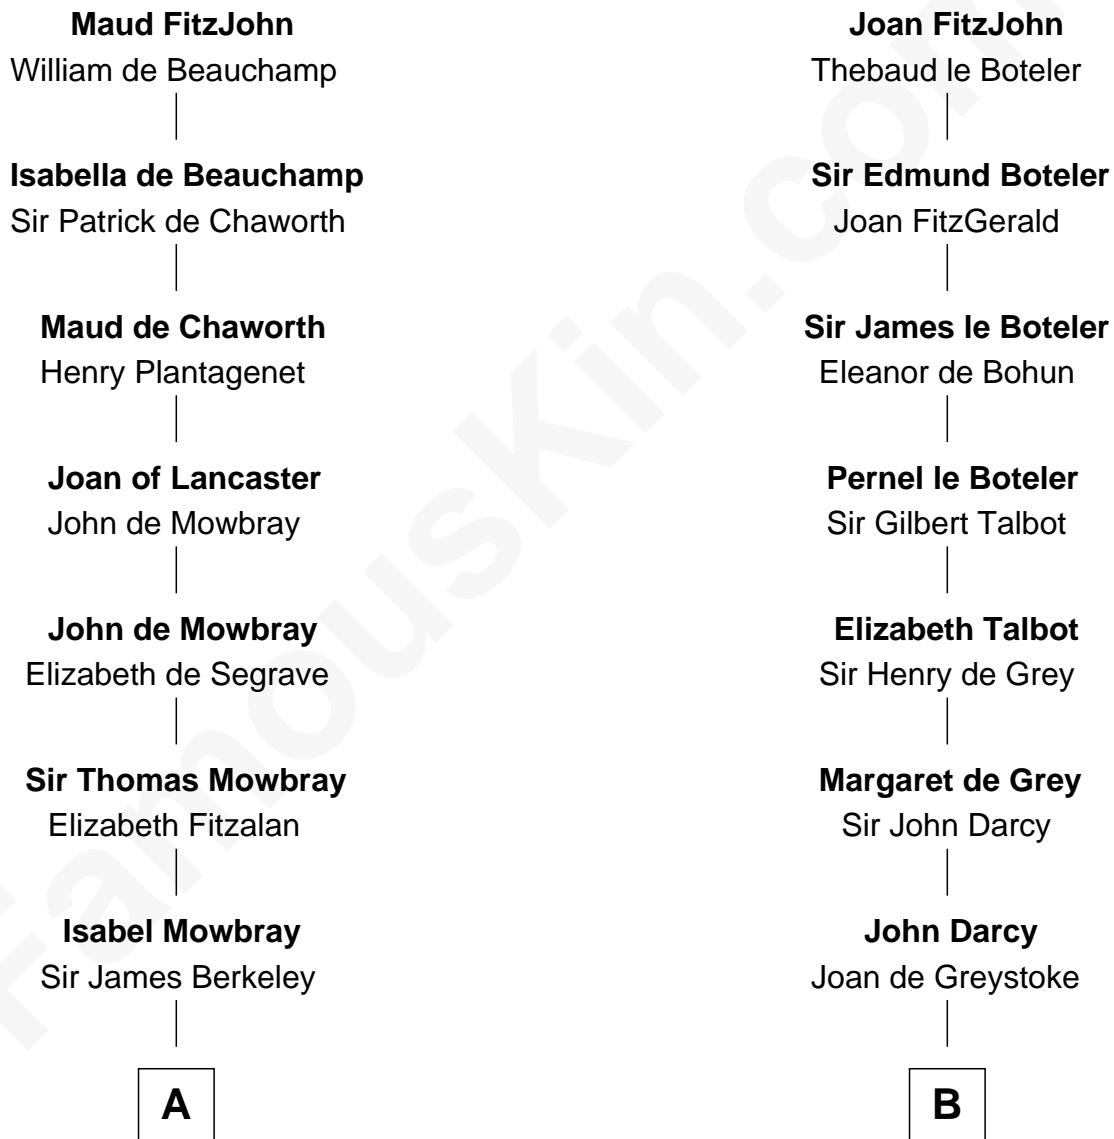 Maud FitzJohn
William de Beauchamp
Isabella de Beauchamp
Sir Patrick de Chaworth
Maud de Chaworth
Henry Plantagenet
Joan of Lancaster
John de Mowbray
John de Mowbray
Elizabeth de Segrave
Sir Thomas Mowbray
Elizabeth Fitzalan
Isabel Mowbray
Sir James Berkeley
A
Joan FitzJohn
Thebaud le Boteler
Sir Edmund Boteler
Joan FitzGerald
Sir James le Boteler
Eleanor de Bohun
Pernel le Boteler
Sir Gilbert Talbot
Elizabeth Talbot
Sir Henry de Grey
Margaret de Grey
Sir John Darcy
John Darcy
Joan de Greystoke
B
FamousKin.com